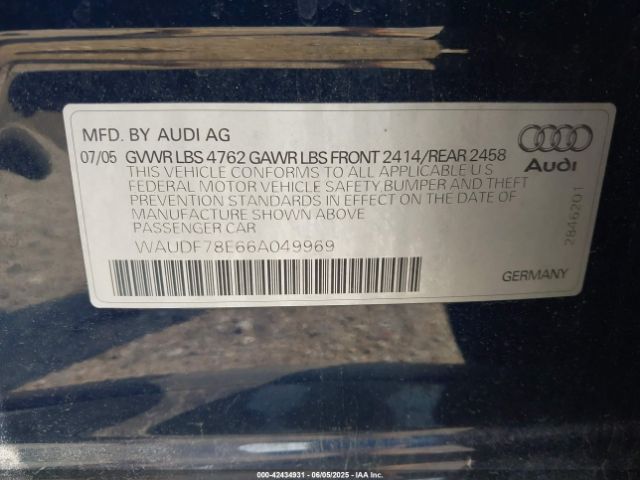 MFD. BY AUDI AG
07/05 GVWR LBS 4762 GAWR LBS FRONT 2414/REAR 2458
THIS VEHICLE CONFORMS TO ALL APPLICABLE U S
FEDERAL MOTOR VEHICLE SAFETY, BUMPER AND THEFT
PREVENTION STANDARDS IN EFFECT ON THE DATE OF
MANUFACTURE SHOWN ABOVE
PASSENGER CAR
WAUDF78E66A049969
Audi
2846201
GERMANY
000-42434931 - 06/05/2025 - IAA Inc.